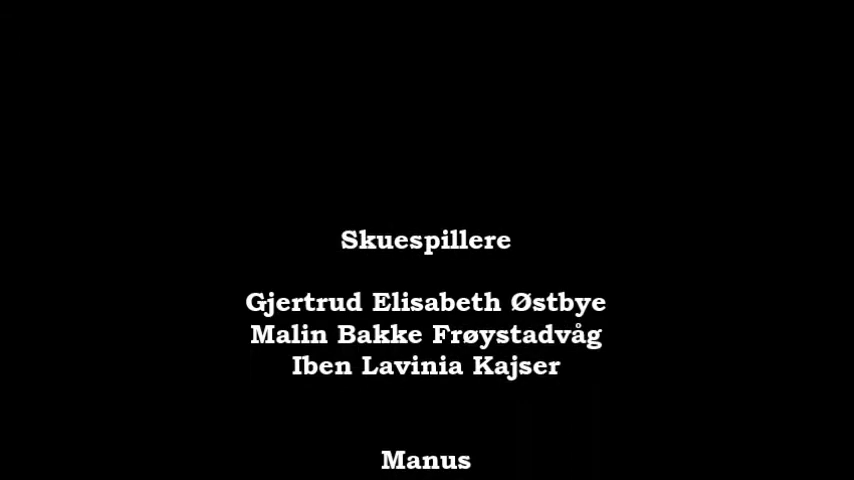 Skuespillere
Gjertrud Elisabeth Østbye
Malin Bakke Frøystadvåg
Iben Lavinia Kajser
Manus